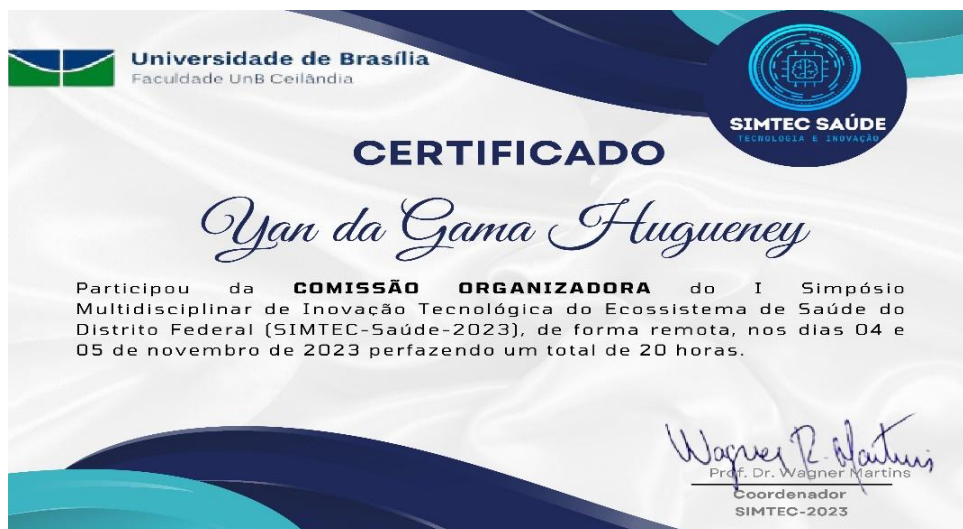 Universidade de Brasília
Faculdade UnB Ceilândia
SIMTEC SAÚDE
TECNOLOGIA E INOVAÇÃO
CERTIFICADO
Yan da Gama Hugueney
Participou da COMISSÃO ORGANIZADORA do I Simpósio
Multidisciplinar de Inovação Tecnológica do Ecossistema de Saúde do
Distrito Federal (SIMTEC-Saúde-2023), de forma remota, nos dias 04 e
05 de novembro de 2023 perfazendo um total de 20 horas.
Wagner R. Martins
Prof. Dr. Wagner Martins
Coordenador
SIMTEC-2023